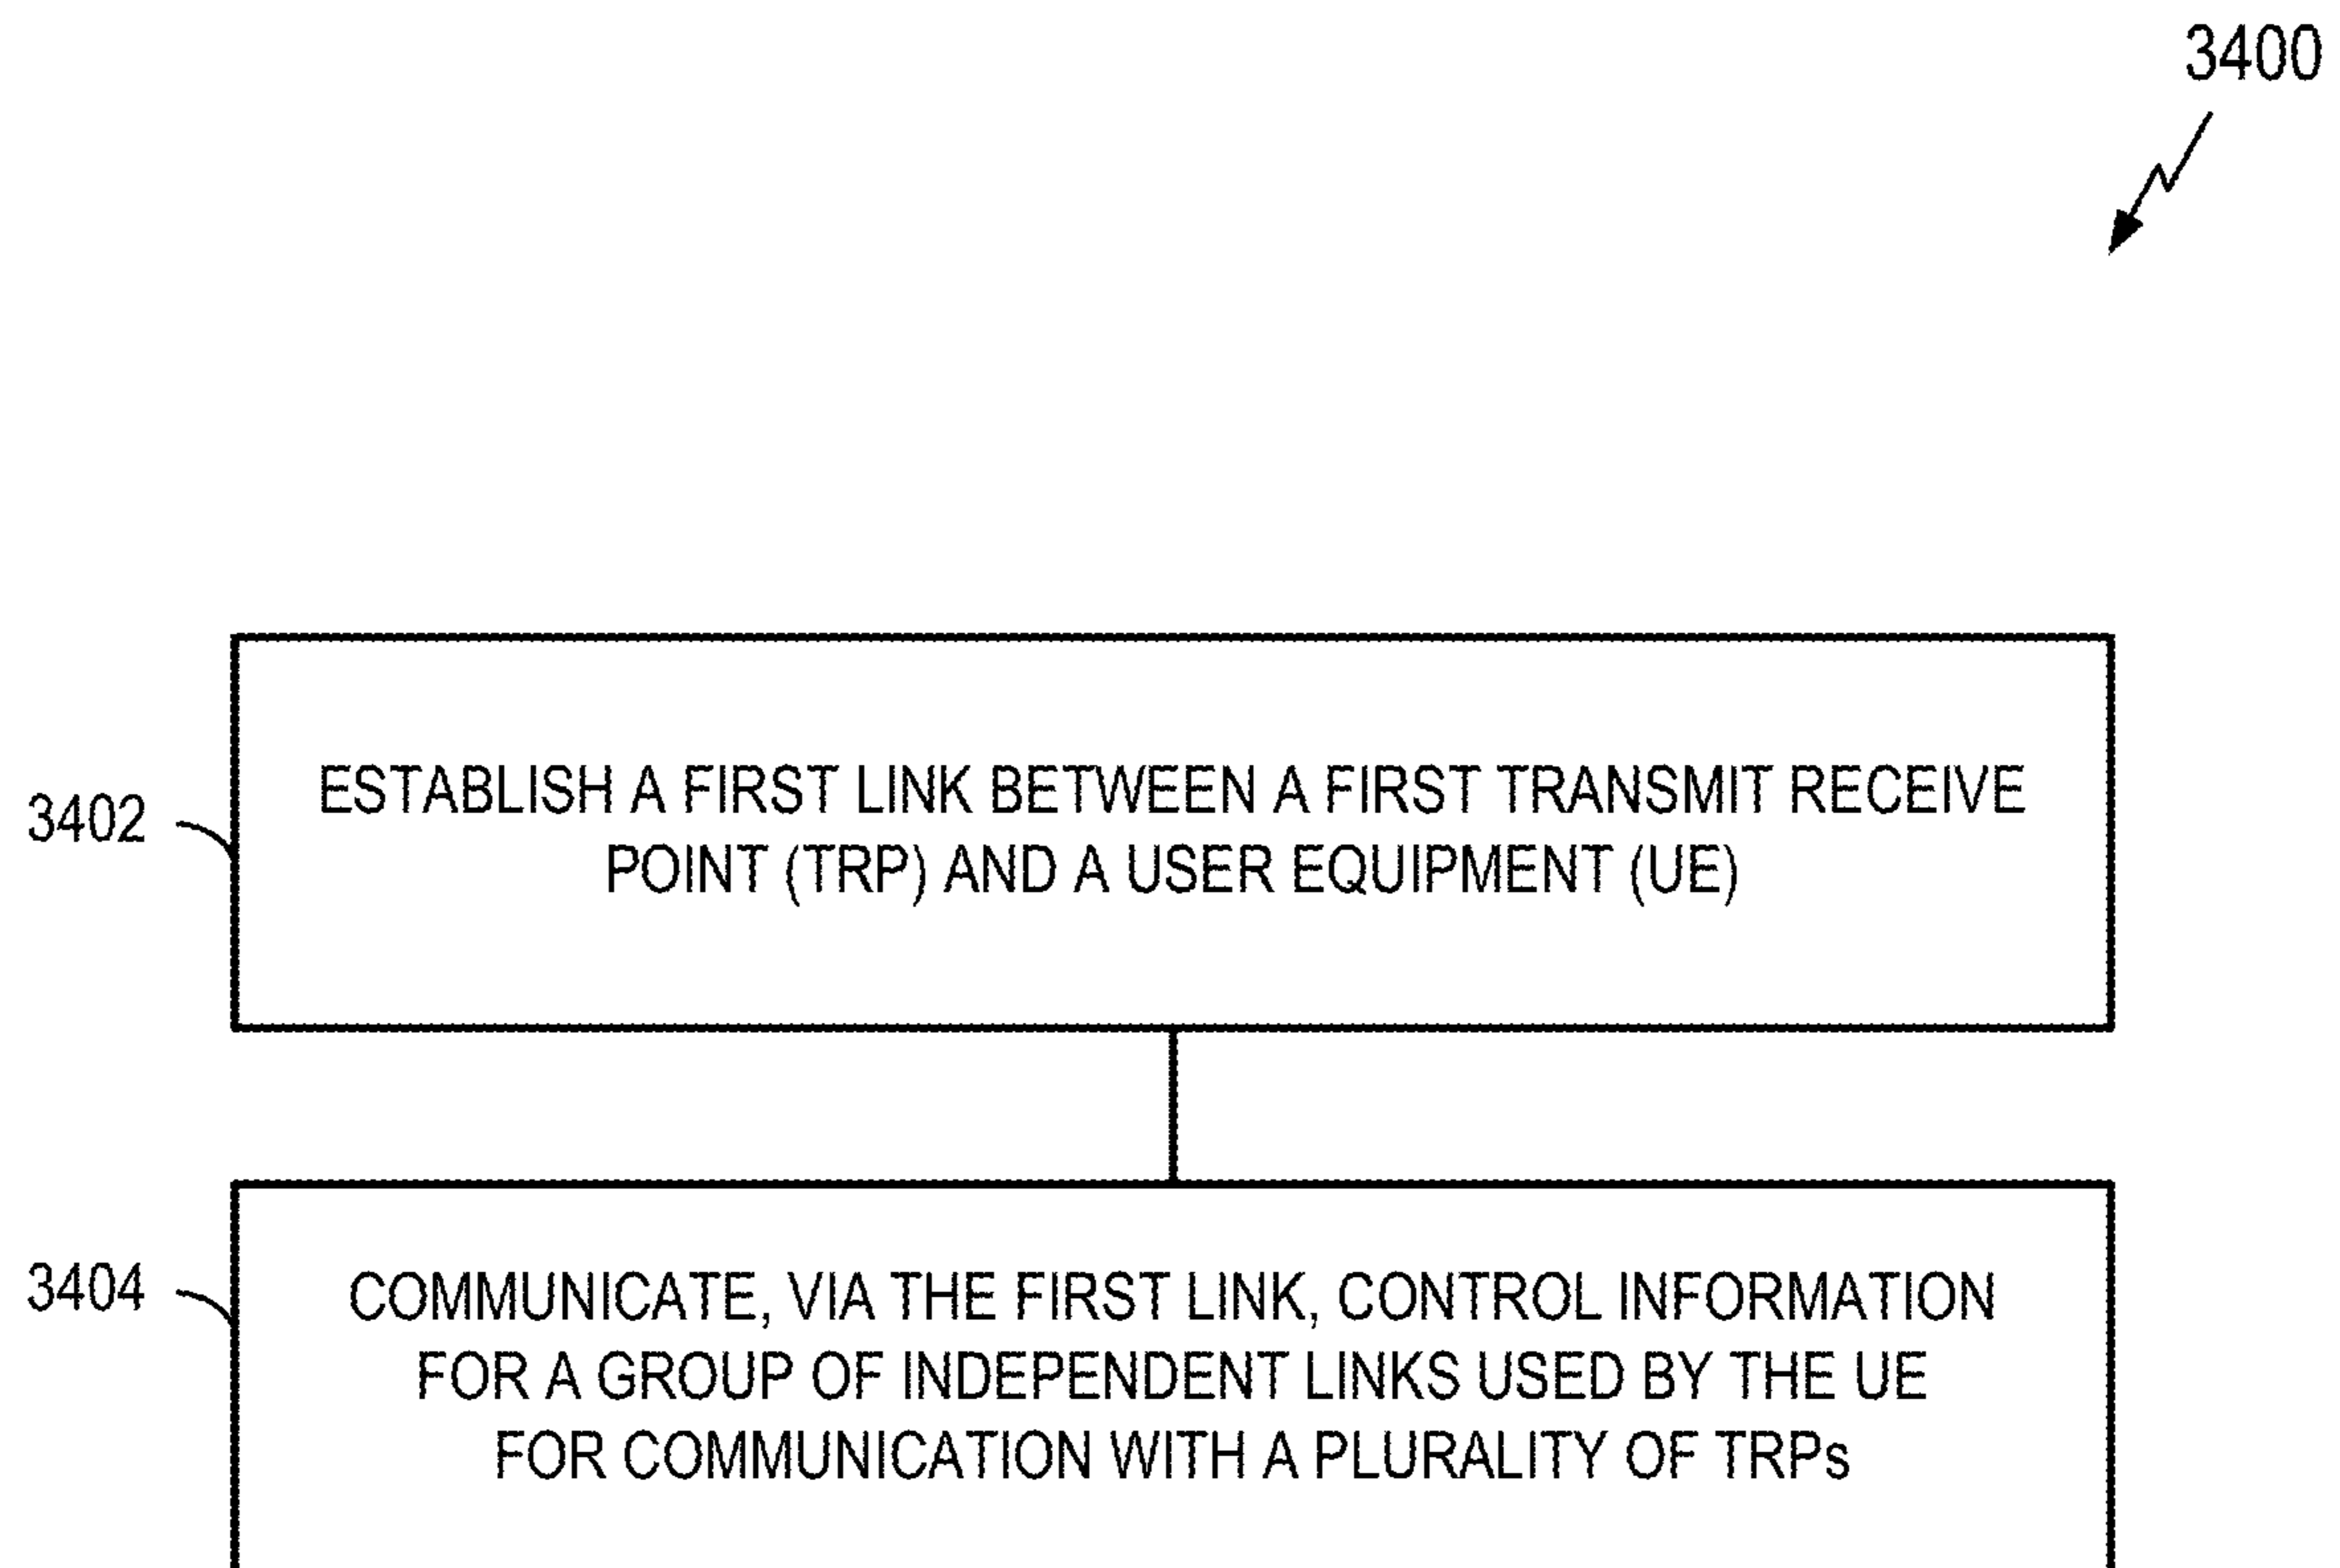 3400
3402
ESTABLISH A FIRST LINK BETWEEN A FIRST TRANSMIT RECEIVE
POINT (TRP) AND A USER EQUIPMENT (UE)
3404
COMMUNICATE, VIA THE FIRST LINK, CONTROL INFORMATION
FOR A GROUP OF INDEPENDENT LINKS USED BY THE UE
FOR COMMUNICATION WITH A PLURALITY OF TRPs